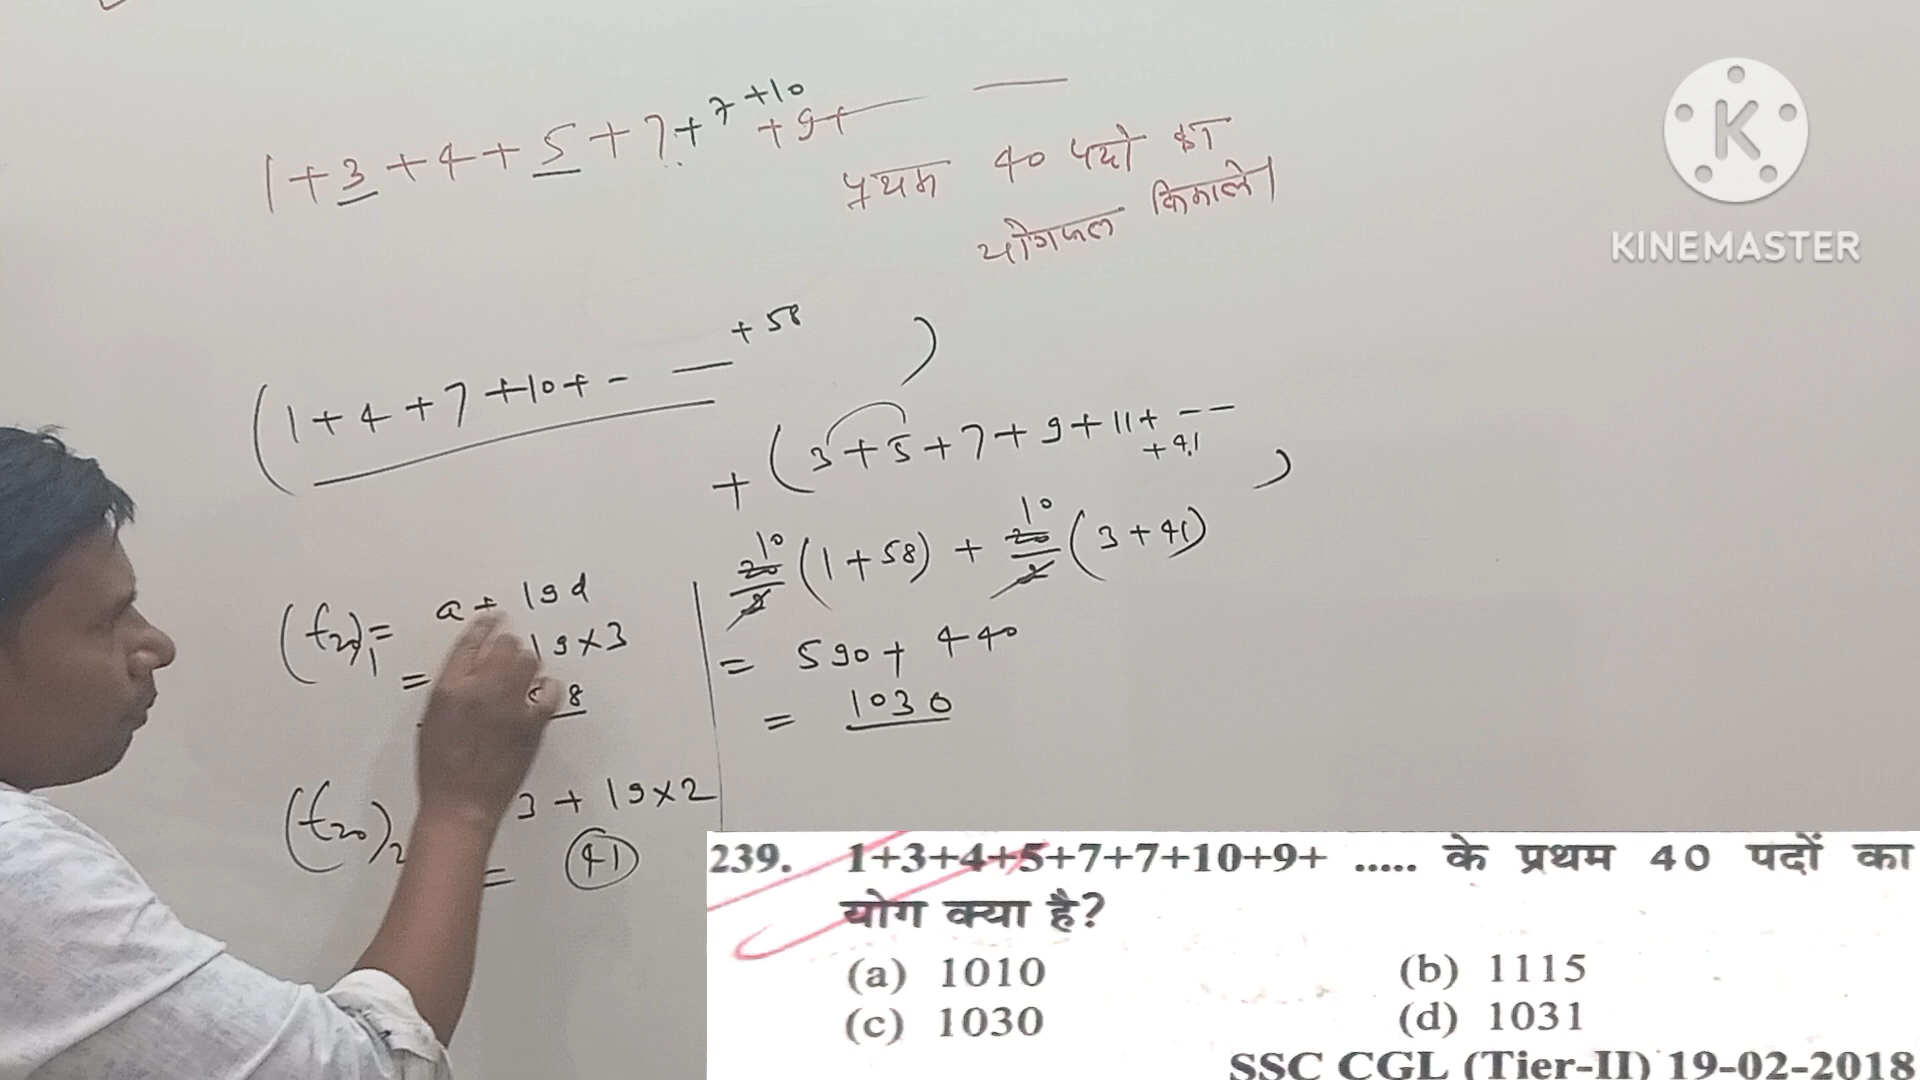 1+3+4+5+7+7+10
+9+
प्रथम 40 पदो का
योगफल निकाले।
KINEMASTER
(1+4+7+10+- — +58)
+(3+5+7+9+11+--
+41)
(t20)1= a+19d
= 19×3
= 58
20/2 10 (1+58) + 20/2 10 (3+41)
= 590+440
= 1030
(t20)2 3+19×2
= 41
239. 1+3+4+5+7+7+10+9+ ..... के प्रथम 40 पदों का
योग क्या है?
(a) 1010 (b) 1115
(c) 1030 (d) 1031
SSC CGL (Tier-II) 19-02-2018